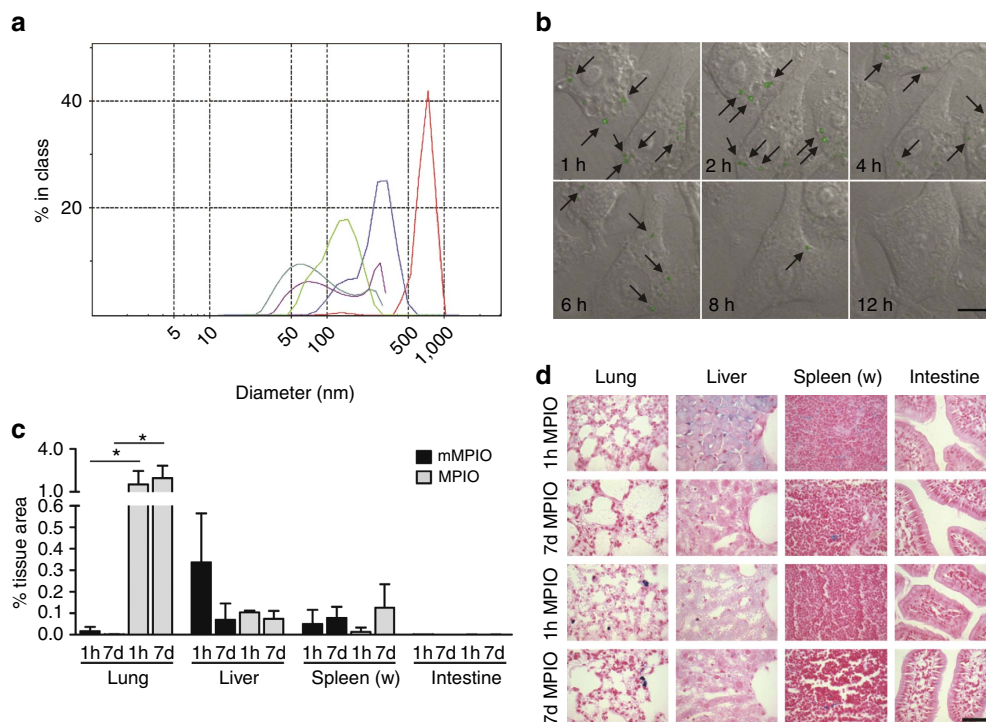 a
% in class
40
20
5
10
50
100
500
1,000
Diameter (nm)
b
1 h
2 h
4 h
6 h
8 h
12 h
c
% tissue area
4.0
1.0
0.6
0.5
0.4
0.3
0.2
0.1
0.0
*
*
mMPIO
MPIO
1h 7d 1h 7d 1h 7d 1h 7d 1h 7d 1h 7d 1h 7d 1h 7d
Lung Liver Spleen (w) Intestine
d
Lung Liver Spleen (w) Intestine
1h MPIO
7d MPIO
1h MPIO
7d MPIO